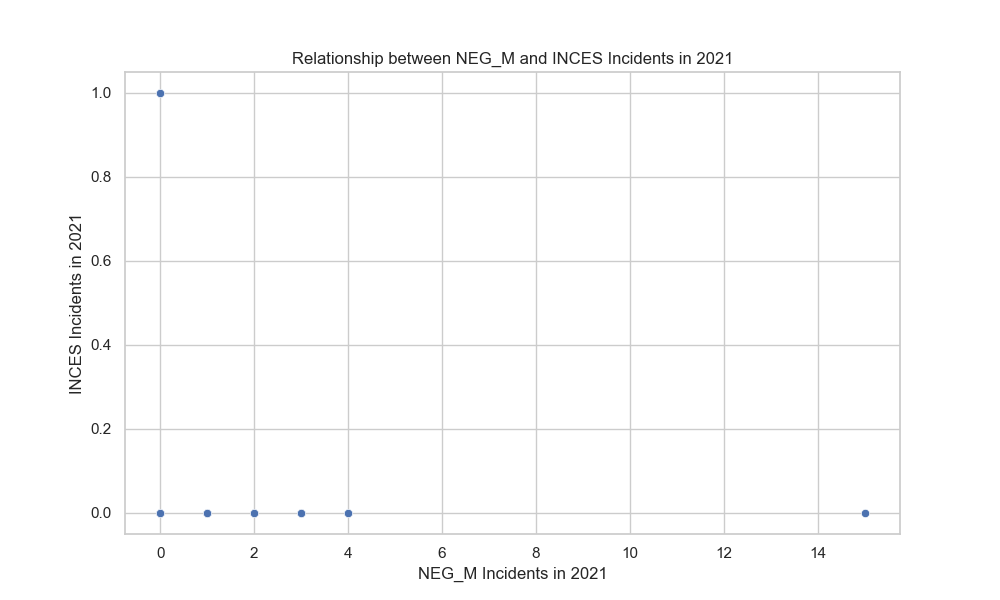 Relationship between NEG_M and INCES Incidents in 2021
1.0
0.8
0.6
0.4
0.2
0.0
INCES Incidents in 2021
0 2 4 6 8 10 12 14
NEG_M Incidents in 2021